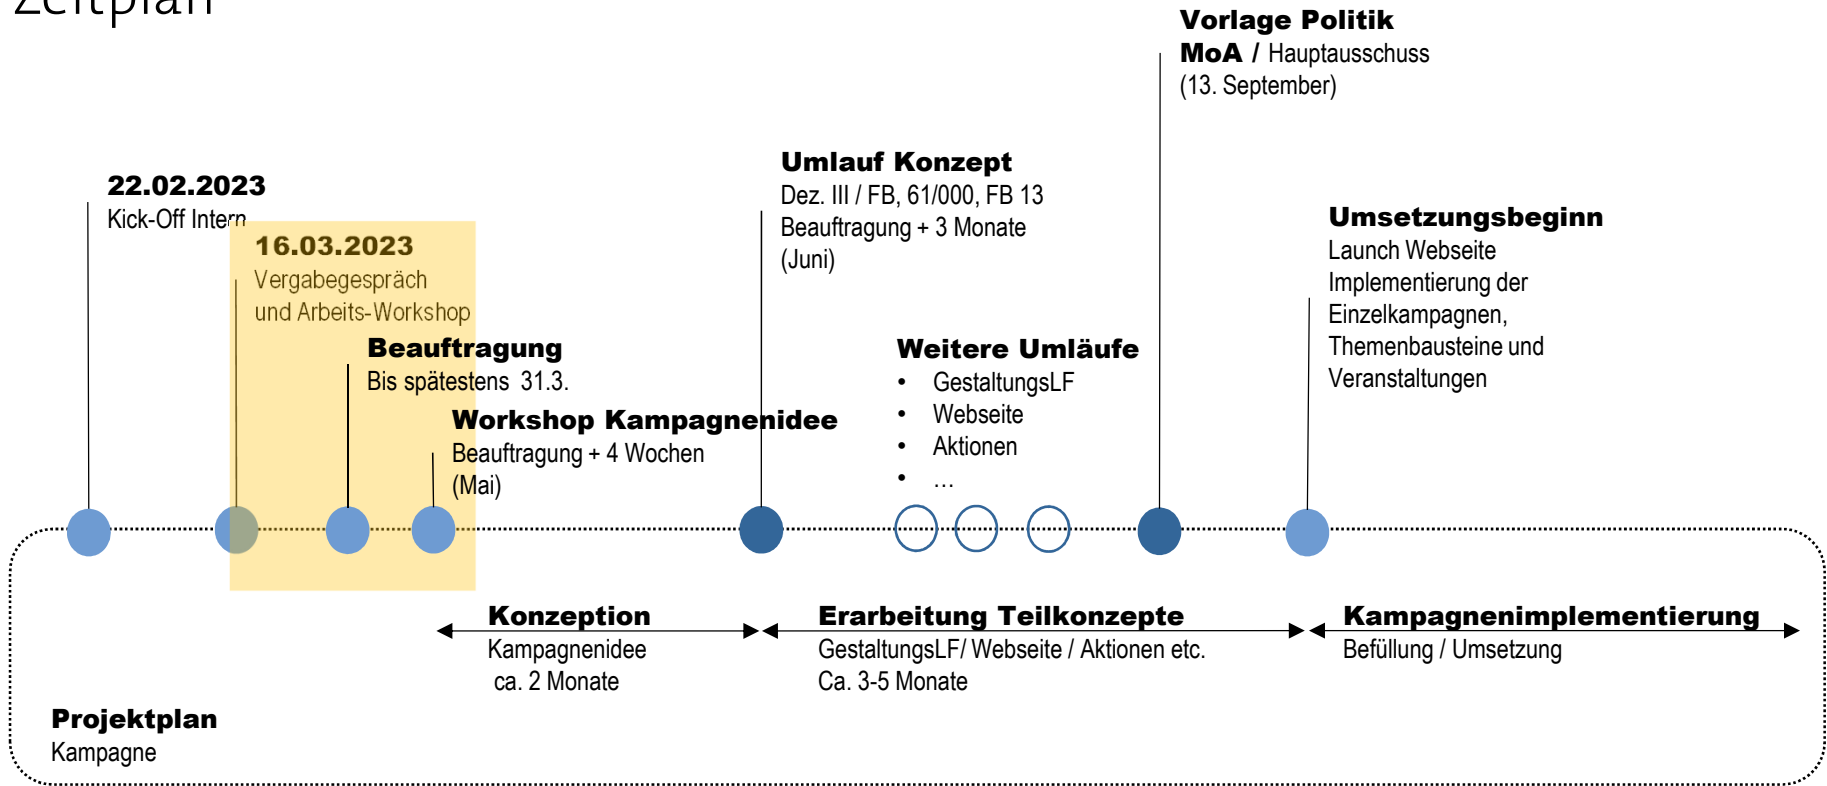 Zeitplan
Vorlage Politik
MoA / Hauptausschuss
(13. September)
22.02.2023
Kick-Off Intern
16.03.2023
Vergabegespräch
und Arbeits-Workshop
Beauftragung
Bis spätestens 31.3.
Workshop Kampagnenidee
Beauftragung + 4 Wochen
(Mai)
Umlauf Konzept
Dez. III / FB, 61/000, FB 13
Beauftragung + 3 Monate
(Juni)
Weitere Umläufe
• GestaltungsLF
• Webseite
• Aktionen
• …
Umsetzungsbeginn
Launch Webseite
Implementierung der
Einzelkampagnen,
Themenbausteine und
Veranstaltungen
Konzeption
Kampagnenidee
ca. 2 Monate
Erarbeitung Teilkonzepte
GestaltungsLF/ Webseite / Aktionen etc.
Ca. 3-5 Monate
Kampagnenimplementierung
Befüllung / Umsetzung
Projektplan
Kampagne